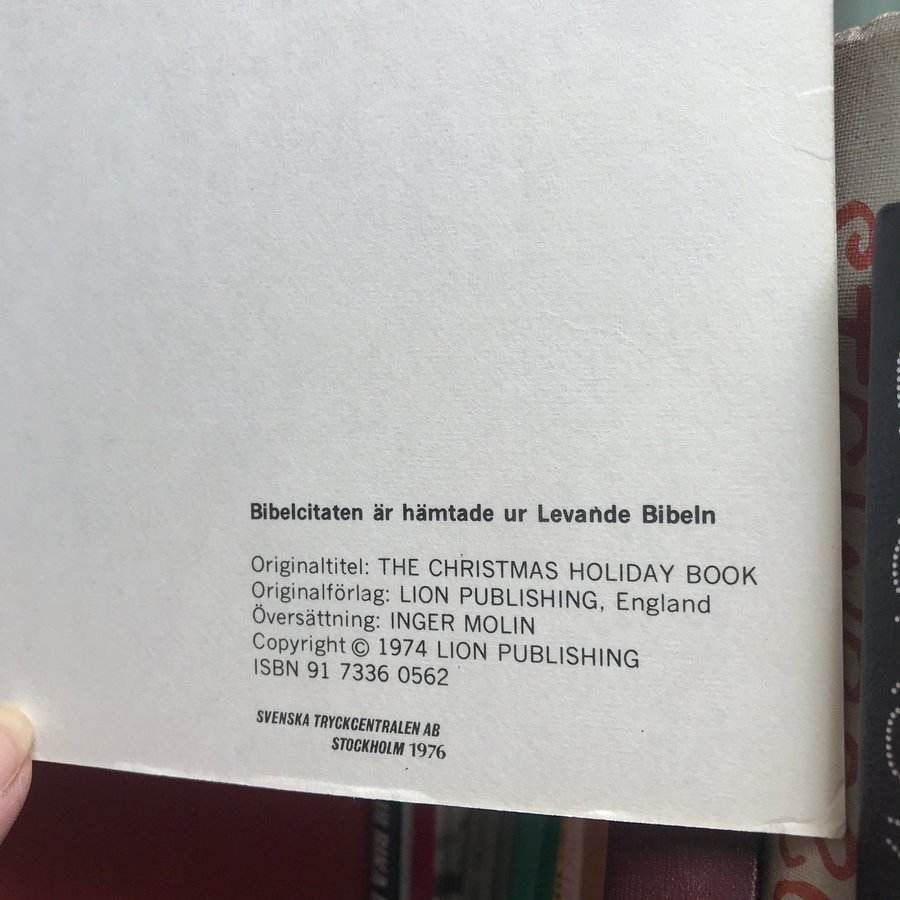 Bibelcitaten är hämtade ur Levande Bibeln
Originaltitel: THE CHRISTMAS HOLIDAY BOOK
Originalförlag: LION PUBLISHING, England
Översättning: INGER MOLIN
Copyright © 1974 LION PUBLISHING
ISBN 91 7336 0562
SVENSKA TRYCKCENTRALEN AB
STOCKHOLM 1976